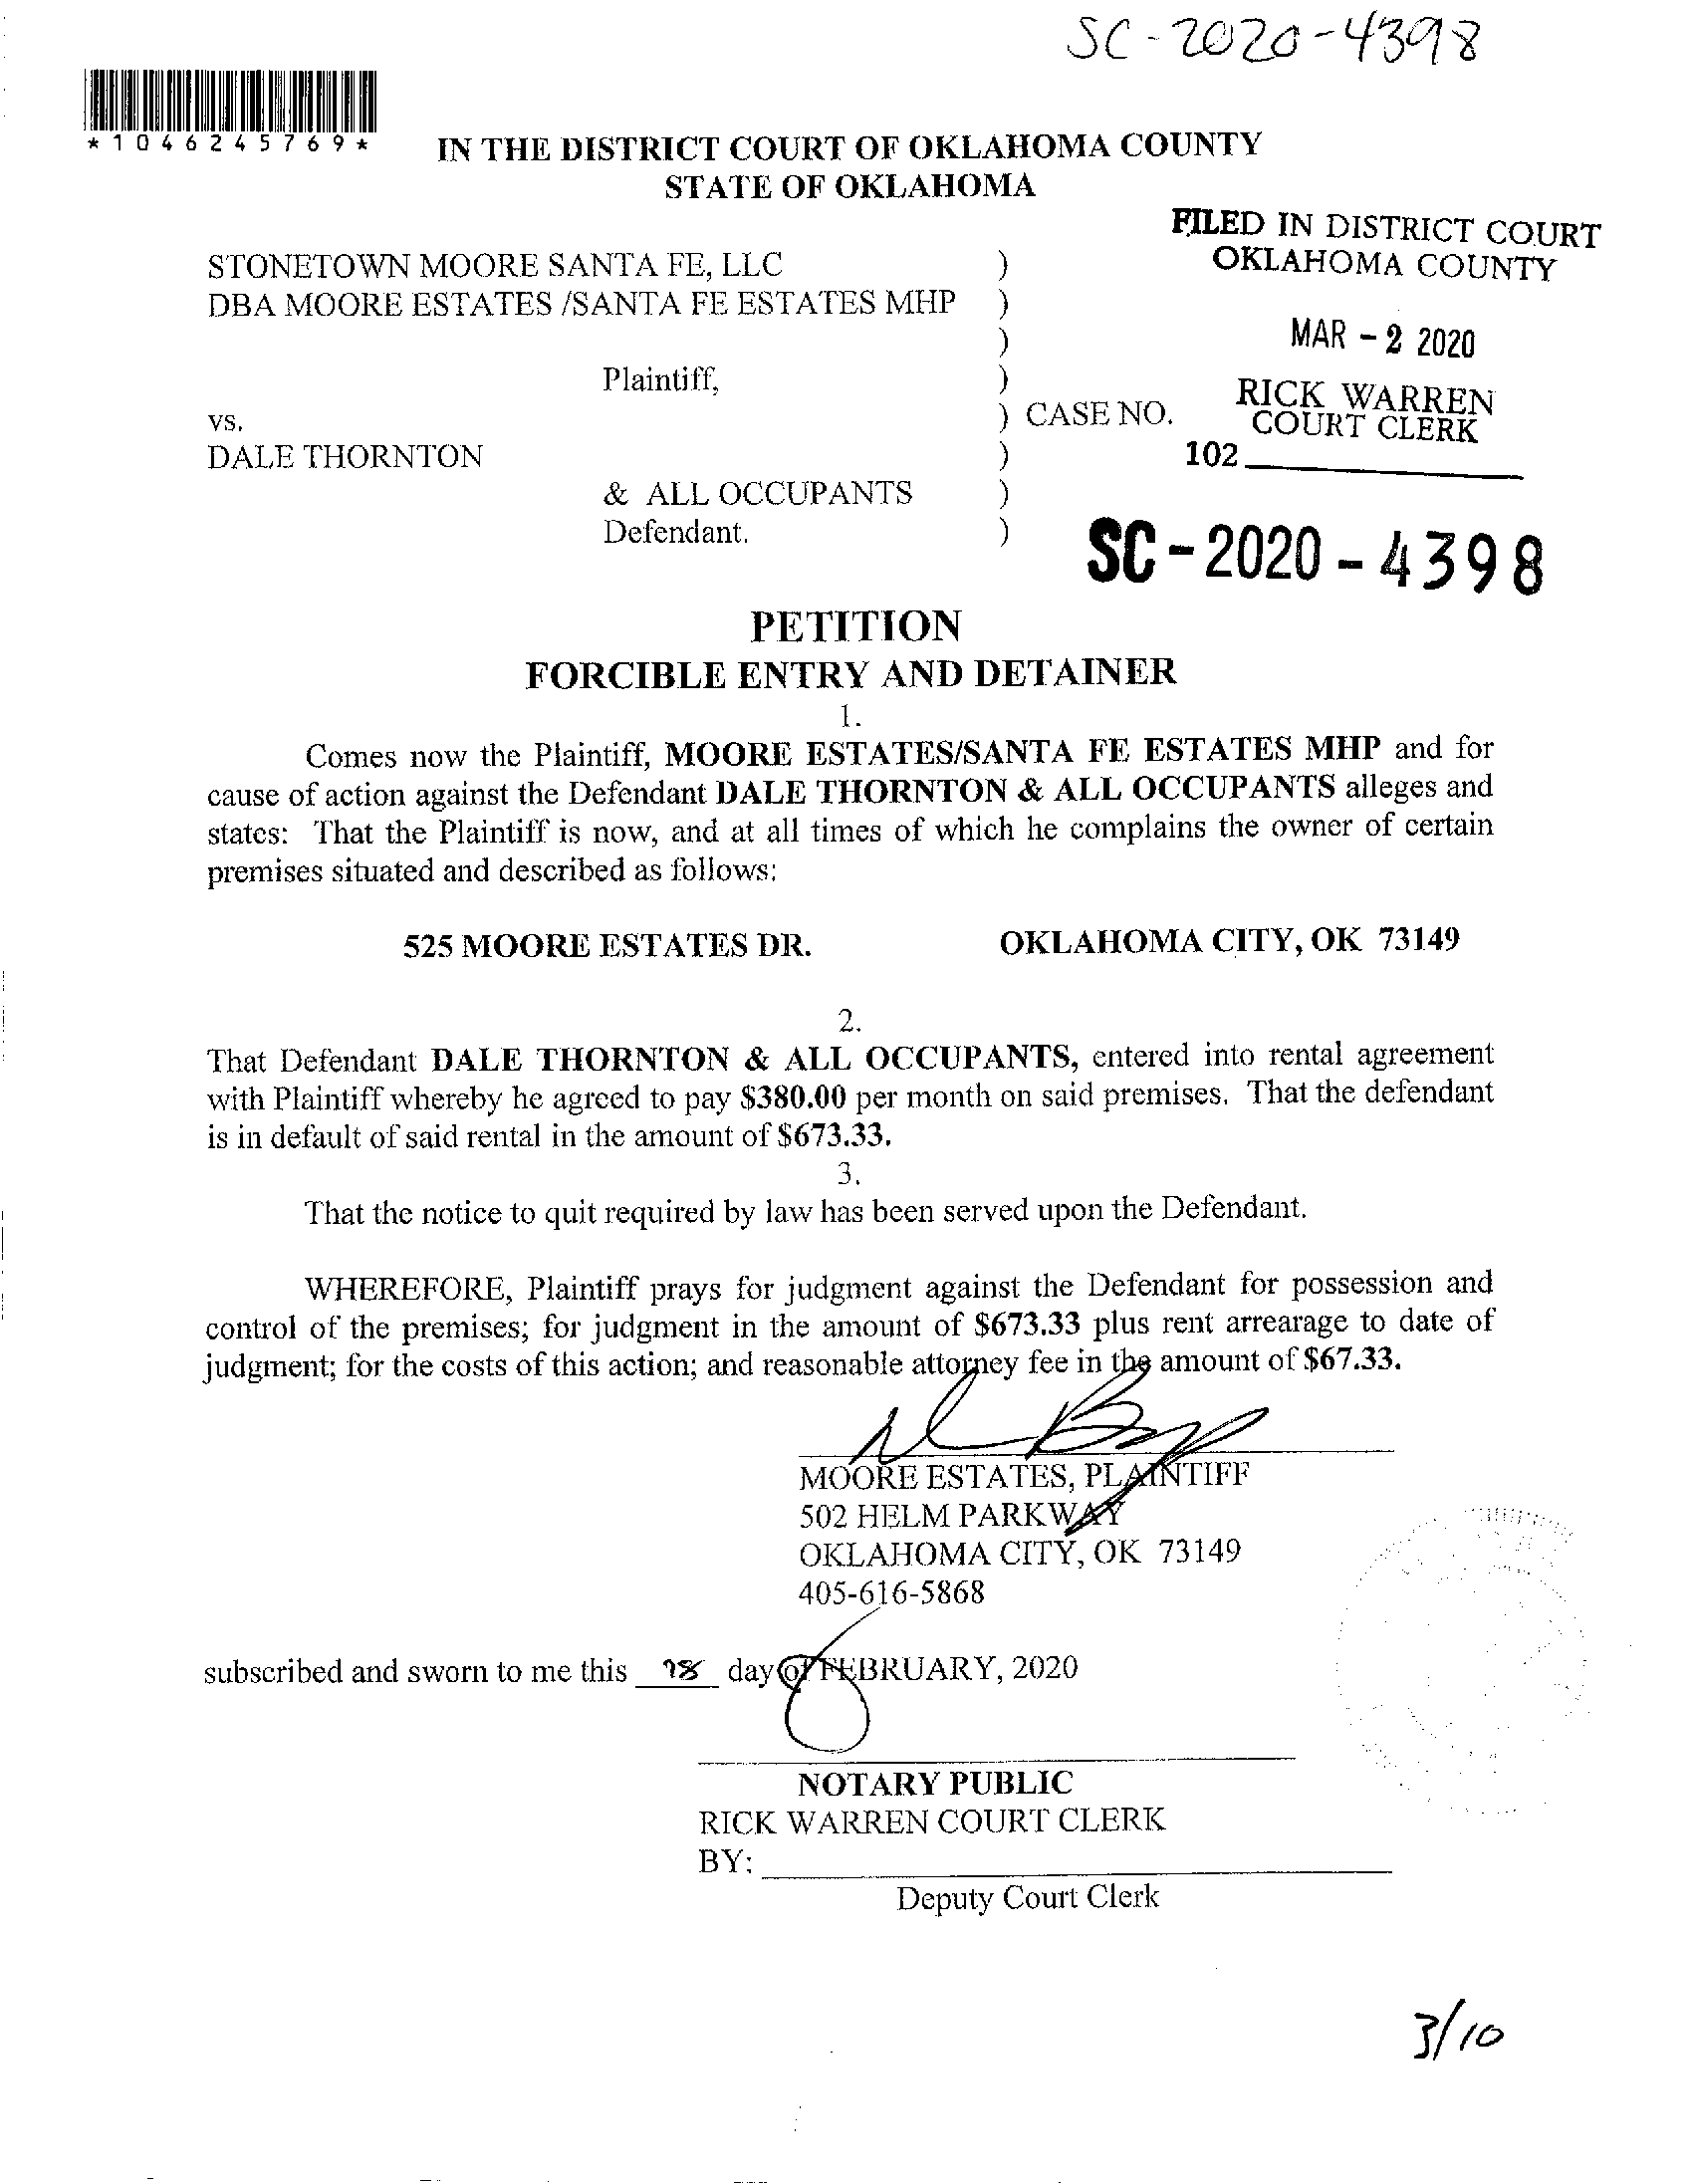 SC-2020-4398
*1046245769*
IN THE DISTRICT COURT OF OKLAHOMA COUNTY
STATE OF OKLAHOMA
FILED IN DISTRICT COURT
OKLAHOMA COUNTY
MAR - 2 2020
RICK WARREN
COURT CLERK
102
STONETOWN MOORE SANTA FE, LLC )
DBA MOORE ESTATES /SANTA FE ESTATES MHP )
)
Plaintiff, )
vs. ) CASE NO.
DALE THORNTON )
& ALL OCCUPANTS )
Defendant. )
SC-2020-4398
PETITION
FORCIBLE ENTRY AND DETAINER
1.
Comes now the Plaintiff, MOORE ESTATES/SANTA FE ESTATES MHP and for
cause of action against the Defendant DALE THORNTON & ALL OCCUPANTS alleges and
states: That the Plaintiff is now, and at all times of which he complains the owner of certain
premises situated and described as follows:
525 MOORE ESTATES DR. OKLAHOMA CITY, OK 73149
2.
That Defendant DALE THORNTON & ALL OCCUPANTS, entered into rental agreement
with Plaintiff whereby he agreed to pay $380.00 per month on said premises. That the defendant
is in default of said rental in the amount of $673.33.
3.
That the notice to quit required by law has been served upon the Defendant.
WHEREFORE, Plaintiff prays for judgment against the Defendant for possession and
control of the premises; for judgment in the amount of $673.33 plus rent arrearage to date of
judgment; for the costs of this action; and reasonable attorney fee in the amount of $67.33.
MOORE ESTATES, PLAINTIFF
502 HELM PARKWAY
OKLAHOMA CITY, OK 73149
405-616-5868
subscribed and sworn to me this 28 day of FEBRUARY, 2020
NOTARY PUBLIC
RICK WARREN COURT CLERK
BY:
Deputy Court Clerk
3/10